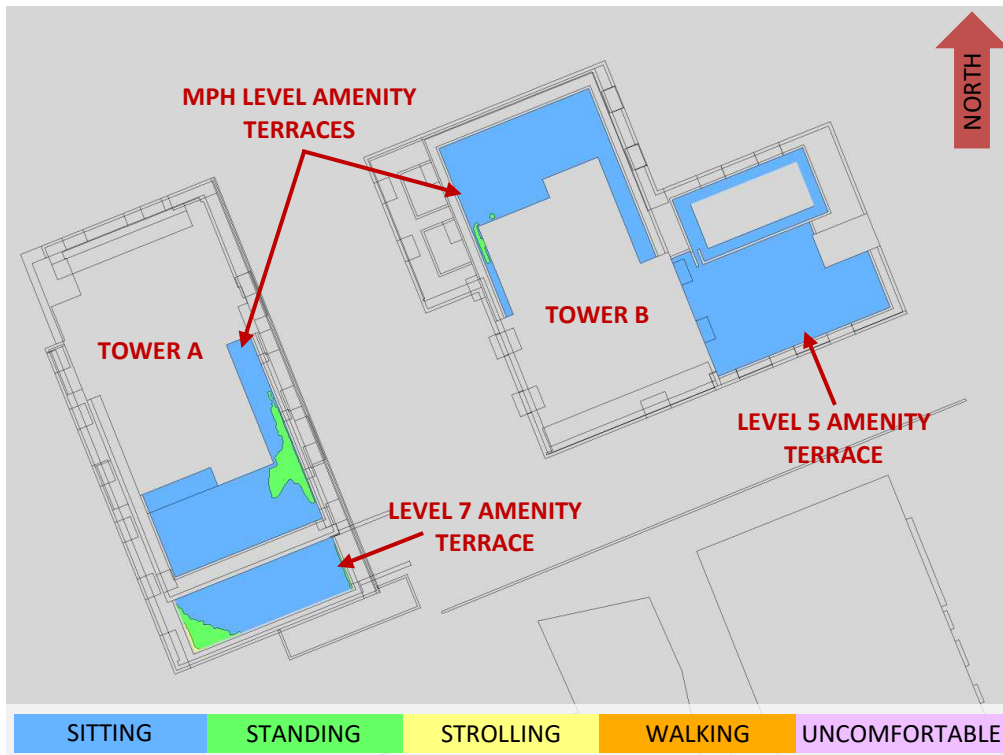 NORTH
MPH LEVEL AMENITY
TERRACES
TOWER B
TOWER A
LEVEL 5 AMENITY
TERRACE
LEVEL 7 AMENITY
TERRACE
SITTING
STANDING
STROLLING
WALKING
UNCOMFORTABLE